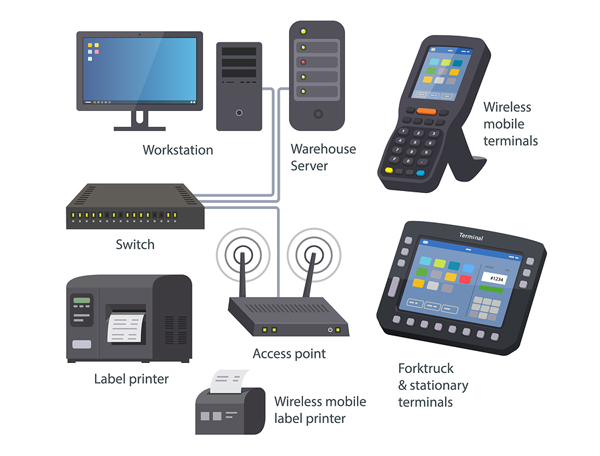 Workstation
Warehouse
Server
Wireless
mobile
terminals
Switch
Terminal
#1234
Access point
Label printer
Forktruck
& stationary
terminals
Wireless mobile
label printer